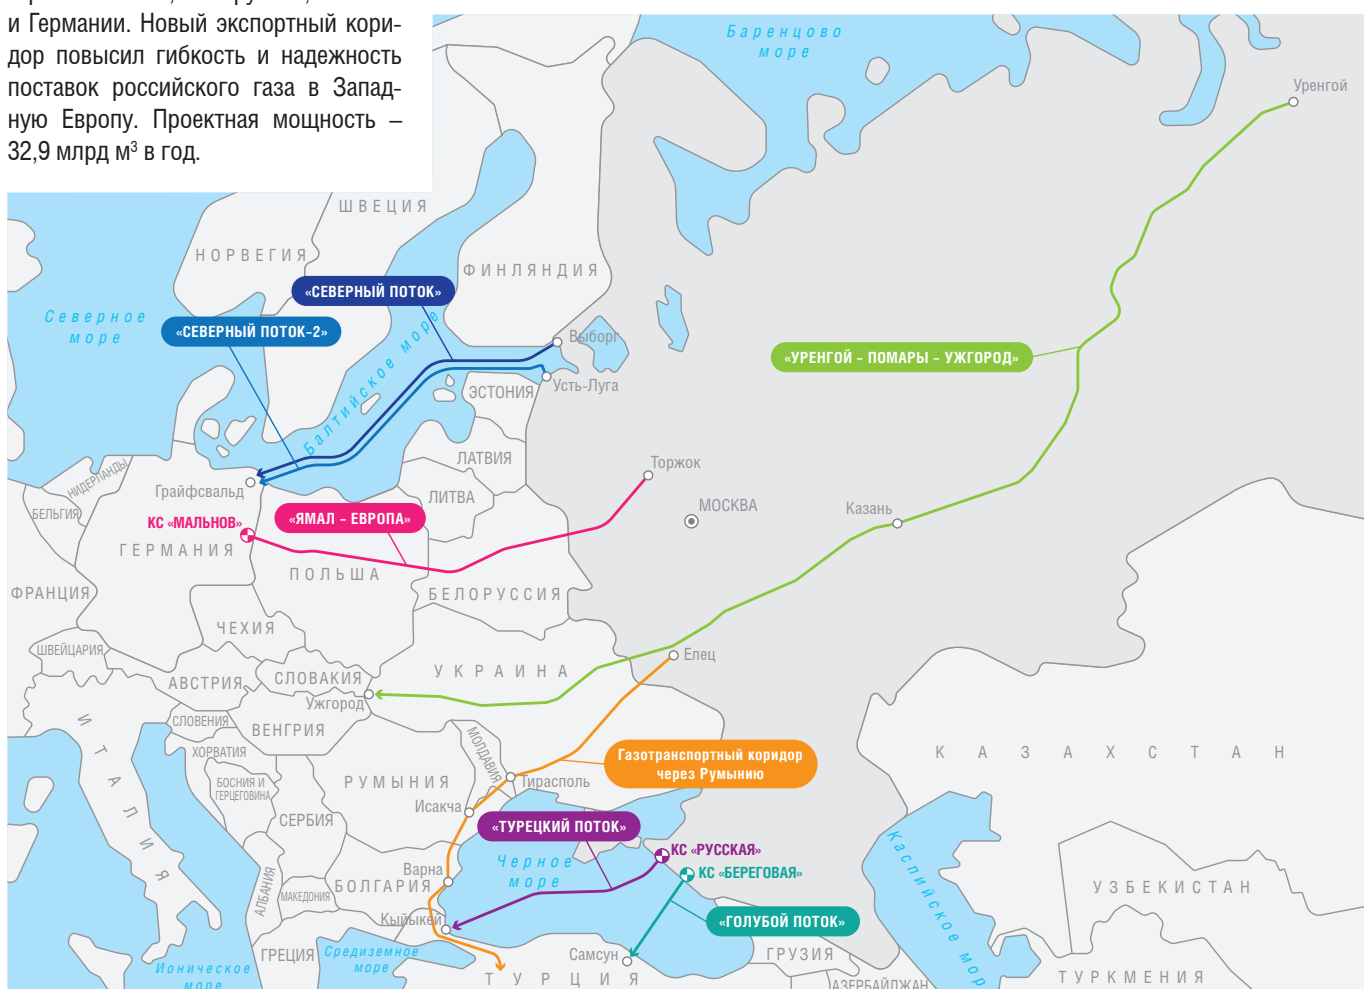 и Германии. Новый экспортный кори-
дор повысил гибкость и надежность
поставок российского газа в Запад-
ную Европу. Проектная мощность –
32,9 млрд м³ в год.
Баренцово
море
Уренгой
ШВЕЦИЯ
НОРВЕГИЯ
ФИНЛЯНДИЯ
«СЕВЕРНЫЙ ПОТОК»
Северное
море
«СЕВЕРНЫЙ ПОТОК-2»
Выборг
«УРЕНГОЙ – ПОМАРЫ – УЖГОРОД»
Балтийское море
Усть-Луга
ЭСТОНИЯ
ЛАТВИЯ
Торжок
НИДЕРЛАНДЫ
Грайфсвальд
ЛИТВА
МОСКВА
Казань
БЕЛЬГИЯ
КС «МАЛЬНОВ»
«ЯМАЛ – ЕВРОПА»
ГЕРМАНИЯ
ПОЛЬША
ФРАНЦИЯ
БЕЛОРУССИЯ
ЧЕХИЯ
ШВЕЙЦАРИЯ
Елец
АВСТРИЯ
СЛОВАКИЯ
УКРАИНА
Ужгород
СЛОВЕНИЯ
ВЕНГРИЯ
ИТАЛИЯ
ХОРВАТИЯ
МОЛДАВИЯ
Газотранспортный коридор
через Румынию
КАЗАХСТАН
БОСНИЯ И
ГЕРЦЕГОВИНА
РУМЫНИЯ
Тирасполь
Исакча
СЕРБИЯ
«ТУРЕЦКИЙ ПОТОК»
КС «РУССКАЯ»
Черное
море
Варна
КС «БЕРЕГОВАЯ»
Каспийское мор
АЛБАНИЯ
МАКЕДОНИЯ
БОЛГАРИЯ
УЗБЕКИСТАН
Кыйыкей
«ГОЛУБОЙ ПОТОК»
ГРЕЦИЯ
Средиземное
море
Самсун
ГРУЗИЯ
Ионическое
море
ТУРЦИЯ
АЗЕРБАЙДЖАН
ТУРКМЕНИЯ